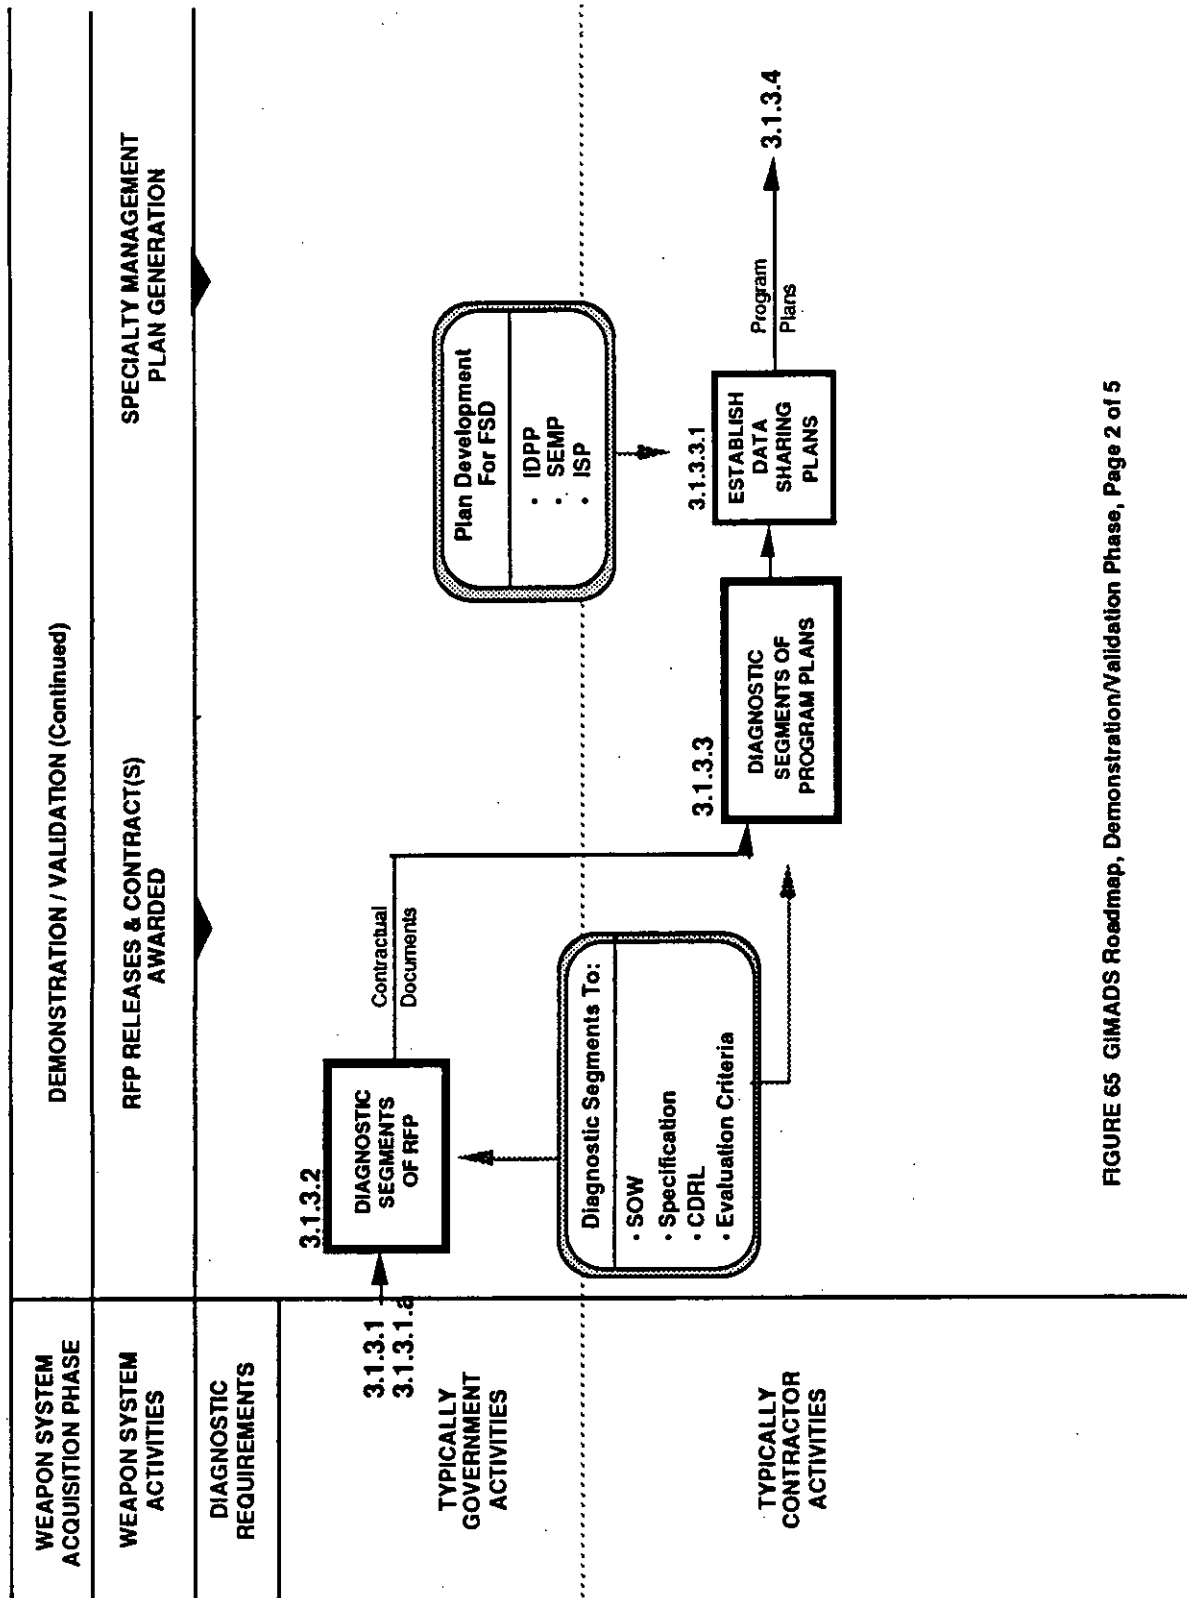 WEAPON SYSTEM
ACQUISITION PHASE
DEMONSTRATION / VALIDATION (Continued)
WEAPON SYSTEM
ACTIVITIES
RFP RELEASES & CONTRACT(S)
AWARDED
SPECIALTY MANAGEMENT
PLAN GENERATION
DIAGNOSTIC
REQUIREMENTS
TYPICALLY
GOVERNMENT
ACTIVITIES
3.1.3.1
3.1.3.1.a
3.1.3.2
DIAGNOSTIC
SEGMENTS
OF RFP
Contractual
Documents
Plan Development
For FSD
· IDPP
· SEMP
· ISP
Diagnostic Segments To:
· SOW
· Specification
· CDRL
· Evaluation Criteria
TYPICALLY
CONTRACTOR
ACTIVITIES
3.1.3.3
DIAGNOSTIC
SEGMENTS OF
PROGRAM PLANS
3.1.3.3.1
ESTABLISH
DATA
SHARING
PLANS
Program
Plans
3.1.3.4
FIGURE 65 GIMADS Roadmap, Demonstration/Validation Phase, Page 2 of 5